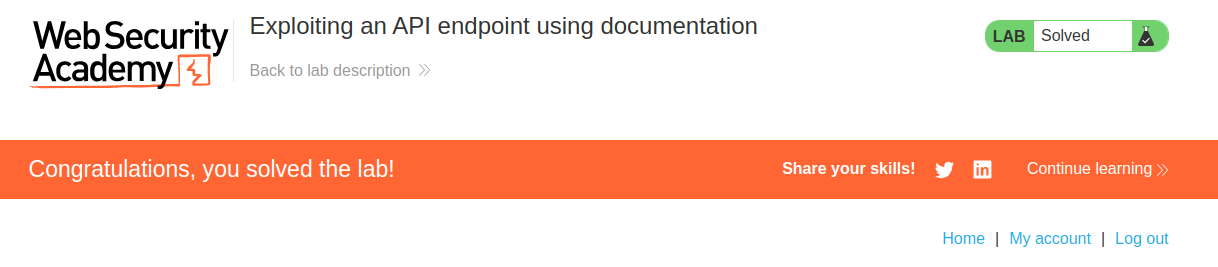 Web Security Academy
Exploiting an API endpoint using documentation
Back to lab description
LAB Solved
Congratulations, you solved the lab!
Share your skills!
Continue learning
Home | My account | Log out